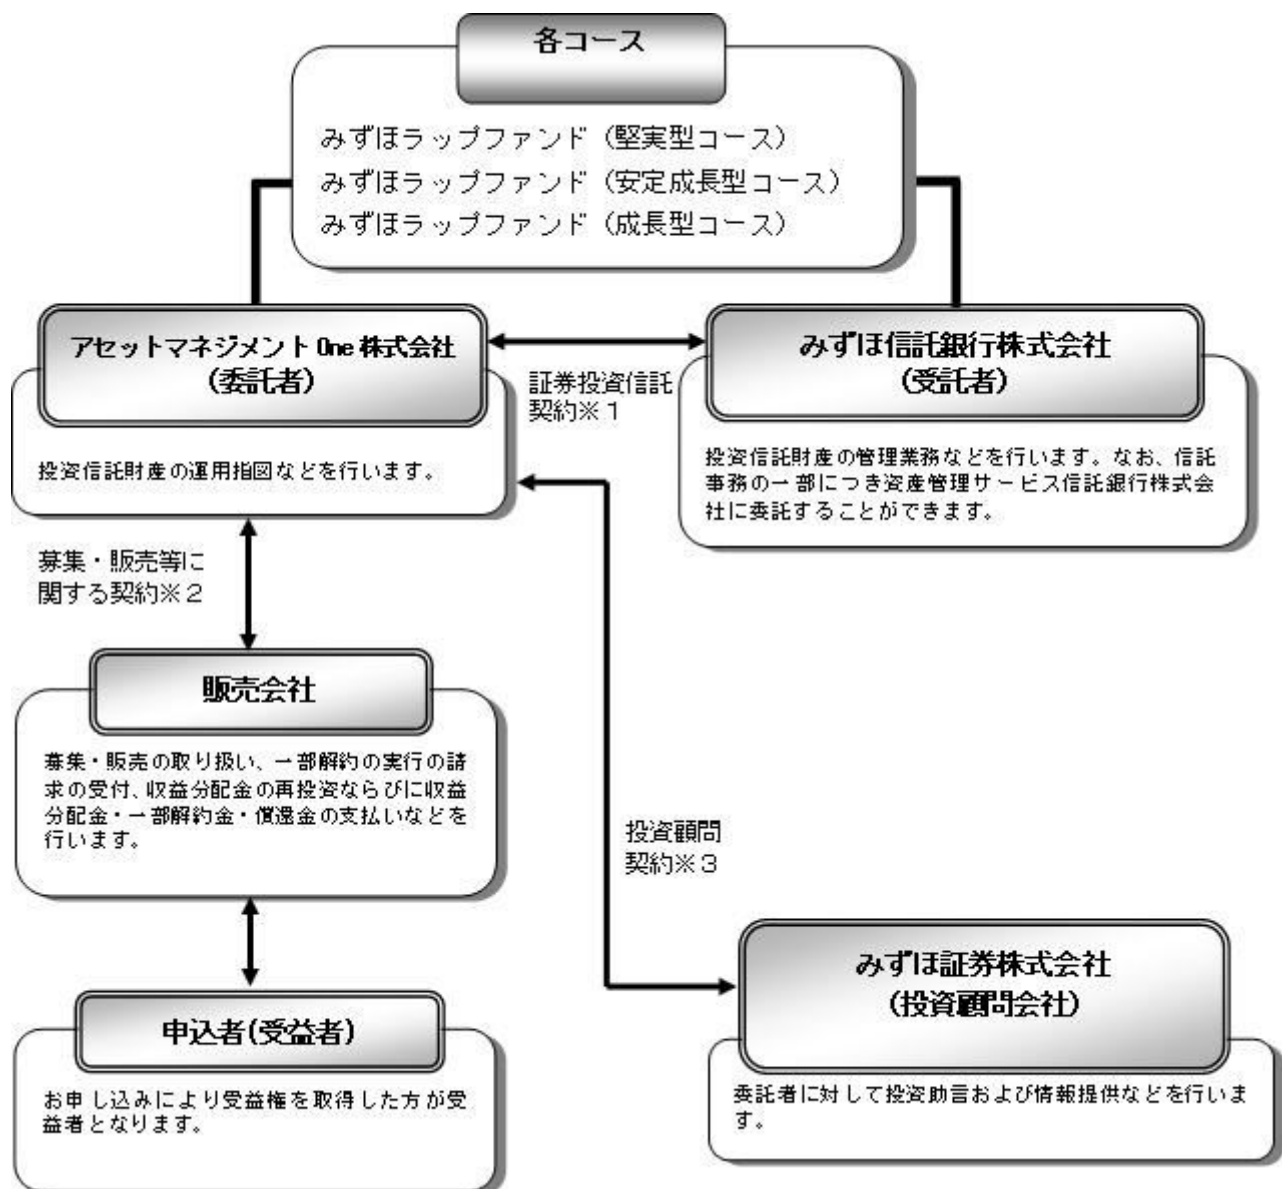 各コース
みずほラップファンド（堅実型コース）
みずほラップファンド（安定成長型コース）
みずほラップファンド（成長型コース）
アセットマネジメント One 株式会社
（委託者）
証券投資信託
契約※１
みずほ信託銀行株式会社
（受託者）
投資信託財産の運用指図などを行います。
投資信託財産の管理業務などを行います。なお、信託
事務の一部につき資産管理サービス信託銀行株式会
社に委託することができます。
募集・販売等に
関する契約※２
販売会社
募集・販売の取り扱い、一部解約の実行の請
求の受付、収益分配金の再投資ならびに収益
分配金・一部解約金・償還金の支払いなどを
行います。
投資顧問
契約※３
みずほ証券株式会社
（投資顧問会社）
委託者に対して投資助言および情報提供などを行いま
す。
申込者（受益者）
お申し込みにより受益権を取得した方が受
益者となります。